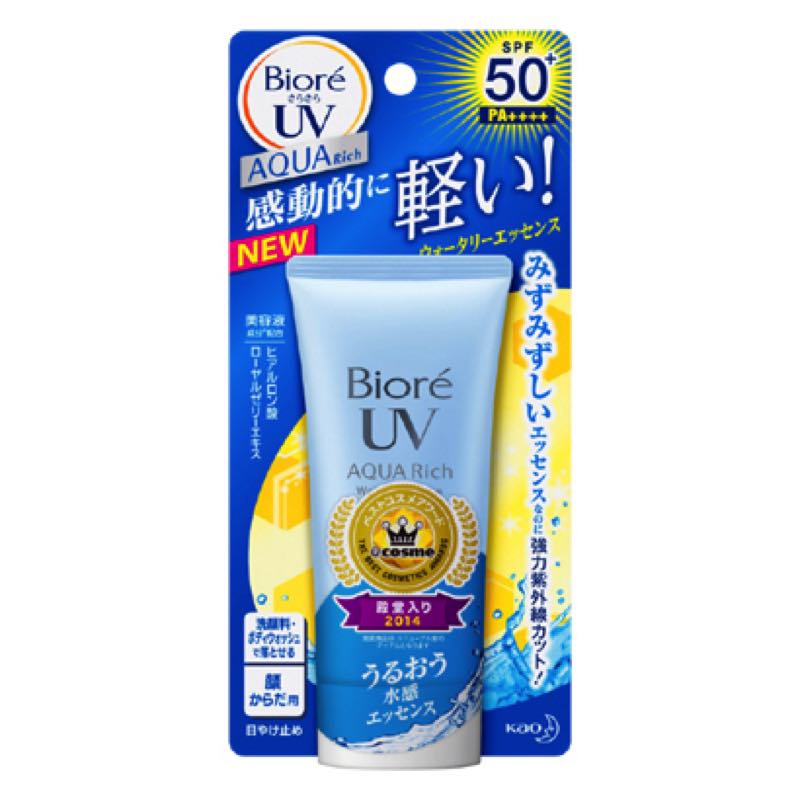 Bioré
さらさら
UV
AQUA Rich
SPF
50+
PA++++
感動的に軽い!
NEW
ウォータリーエッセンス
美容液
成分*配合
ヒアルロン酸
ローヤルゼリーエキス
みずみずしいエッセンスなのに強力紫外線カット!
Bioré
UV
AQUA Rich
ベストコスメアワード
@cosme
THE BEST COSMETICS AWARDS
殿堂入り
2014
うるおう
水感
エッセンス
洗顔料・
ボディウォッシュ
で落とせる
顔
からだ用
日やけ止め
Kao